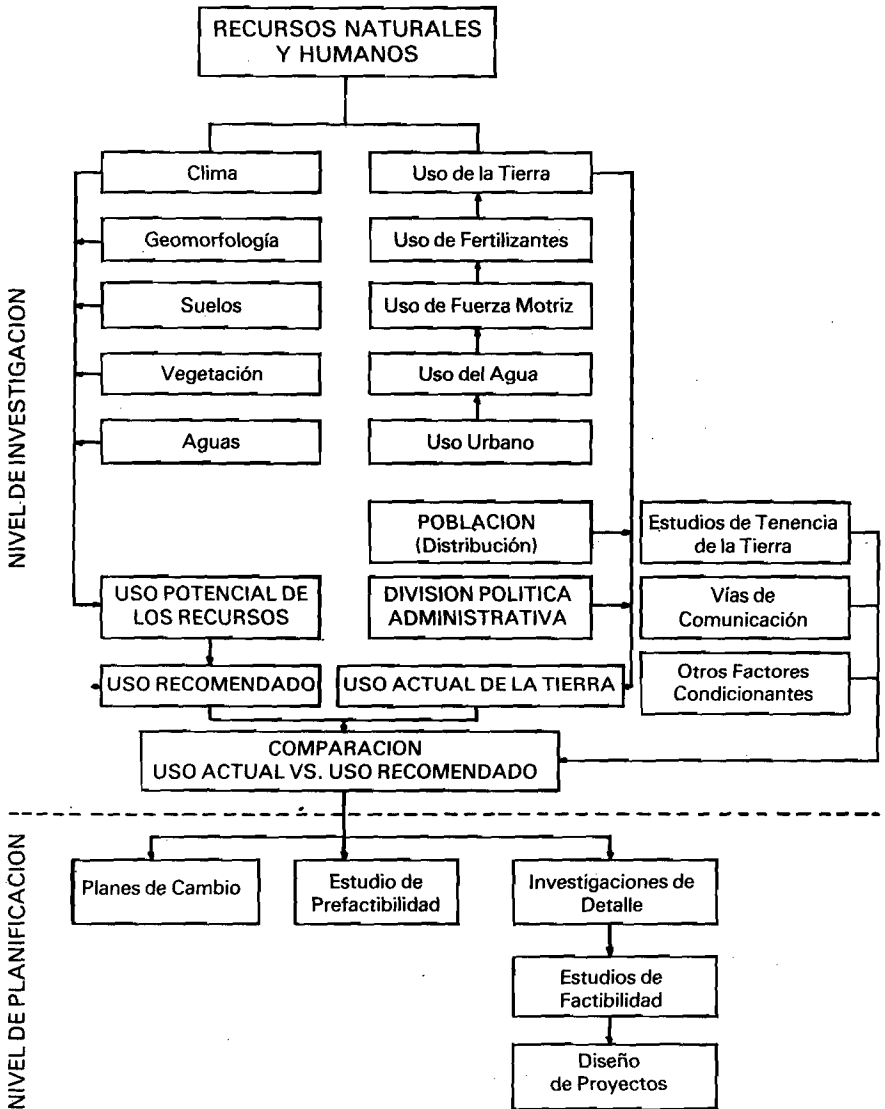 RECURSOS NATURALES
Y HUMANOS
Clima
Uso de la Tierra
Geomorfología
Uso de Fertilizantes
Suelos
Uso de Fuerza Motriz
Vegetación
Uso del Agua
Aguas
Uso Urbano
NIVEL DE INVESTIGACION
POBLACION
(Distribución)
Estudios de Tenencia
de la Tierra
USO POTENCIAL DE
LOS RECURSOS
DIVISION POLITICA
ADMINISTRATIVA
Vías de
Comunicación
USO RECOMENDADO
USO ACTUAL DE LA TIERRA
Otros Factores
Condicionantes
COMPARACION
USO ACTUAL VS. USO RECOMENDADO
NIVEL DE PLANIFICACION
Planes de Cambio
Estudio de
Prefactibilidad
Investigaciones de
Detalle
Estudios de
Factibilidad
Diseño
de Proyectos